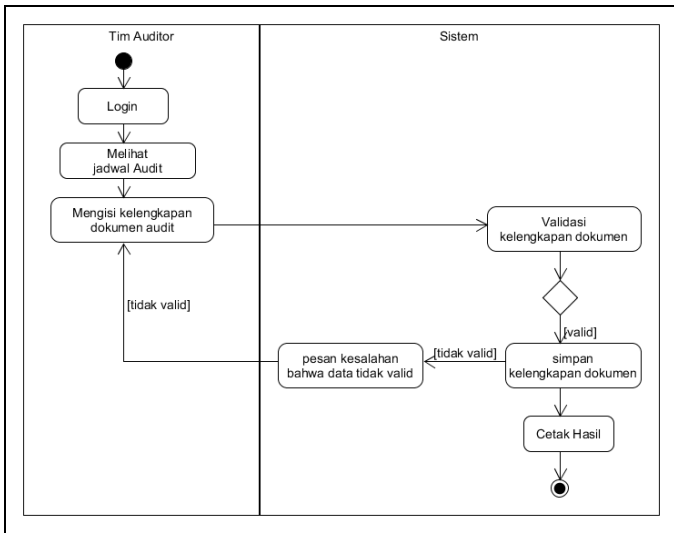 Tim Auditor
Sistem
Login
Melihat
jadwal Audit
Mengisi kelengkapan
dokumen audit
Validasi
kelengkapan dokumen
[tidak valid]
[valid]
pesan kesalahan
bahwa data tidak valid
[tidak valid]
simpan
kelengkapan dokumen
Cetak Hasil